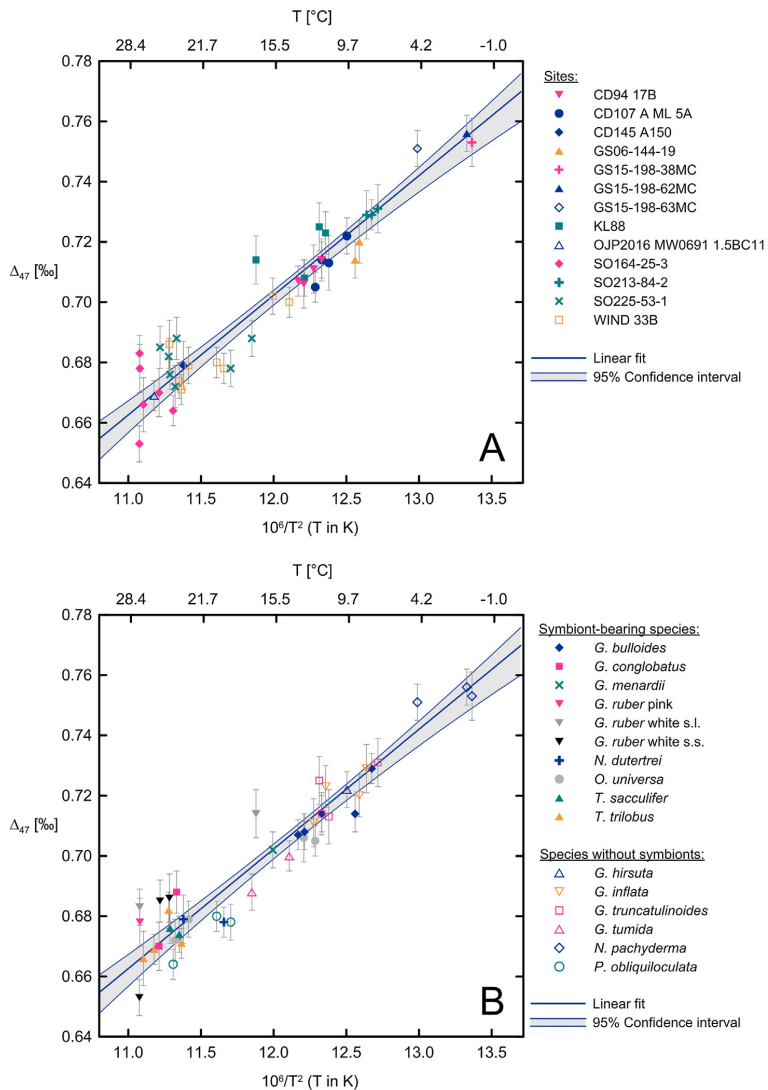 T [°C]
28.4 21.7 15.5 9.7 4.2 -1.0
0.78
0.76
0.74
0.72
0.70
0.68
0.66
0.64
Δ47 [‰]
11.0 11.5 12.0 12.5 13.0 13.5
10⁶/T² (T in K)
A
Sites:
CD94 17B
CD107 A ML 5A
CD145 A150
GS06-144-19
GS15-198-38MC
GS15-198-62MC
GS15-198-63MC
KL88
OJP2016 MW0691 1.5BC11
SO164-25-3
SO213-84-2
SO225-53-1
WIND 33B
Linear fit
95% Confidence interval
T [°C]
28.4 21.7 15.5 9.7 4.2 -1.0
0.78
0.76
0.74
0.72
0.70
0.68
0.66
0.64
Δ47 [‰]
11.0 11.5 12.0 12.5 13.0 13.5
10⁶/T² (T in K)
B
Symbiont-bearing species:
G. bulloides
G. conglobatus
G. menardii
G. ruber pink
G. ruber white s.l.
G. ruber white s.s.
N. dutertrei
O. universa
T. sacculifer
T. trilobus
Species without symbionts:
G. hirsuta
G. inflata
G. truncatulinoides
G. tumida
N. pachyderma
P. obliquiloculata
Linear fit
95% Confidence interval